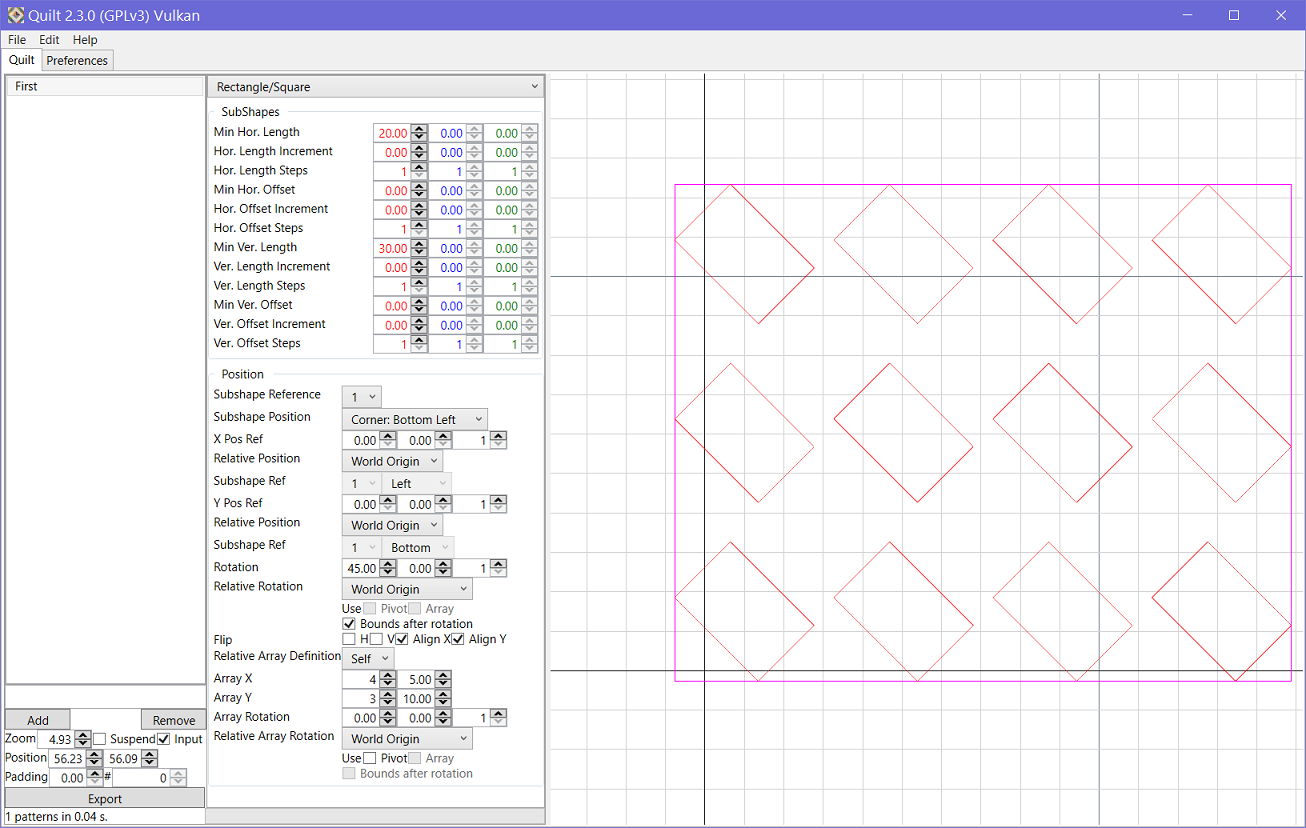 Quilt 2.3.0 (GPLv3) Vulkan
File Edit Help
Quilt Preferences
First
Rectangle/Square
SubShapes
Min Hor. Length 20.00 0.00 0.00
Hor. Length Increment 0.00 0.00 0.00
Hor. Length Steps 1 1 1
Min Hor. Offset 0.00 0.00 0.00
Hor. Offset Increment 0.00 0.00 0.00
Hor. Offset Steps 1 1 1
Min Ver. Length 30.00 0.00 0.00
Ver. Length Increment 0.00 0.00 0.00
Ver. Length Steps 1 1 1
Min Ver. Offset 0.00 0.00 0.00
Ver. Offset Increment 0.00 0.00 0.00
Ver. Offset Steps 1 1 1
Position
Subshape Reference 1
Subshape Position Corner: Bottom Left
X Pos Ref 0.00 0.00 1
Relative Position World Origin
Subshape Ref 1 Left
Y Pos Ref 0.00 0.00 1
Relative Position World Origin
Subshape Ref 1 Bottom
Rotation 45.00 0.00 1
Relative Rotation World Origin
Use Pivot Array
Bounds after rotation
Flip H V Align X Align Y
Relative Array Definition Self
Array X 4 5.00
Array Y 3 10.00
Array Rotation 0.00 0.00 1
Relative Array Rotation World Origin
Use Pivot Array
Bounds after rotation
Add Remove
Zoom 4.93 Suspend Input
Position 56.23 56.09
Padding 0.00 # 0
Export
1 patterns in 0.04 s.